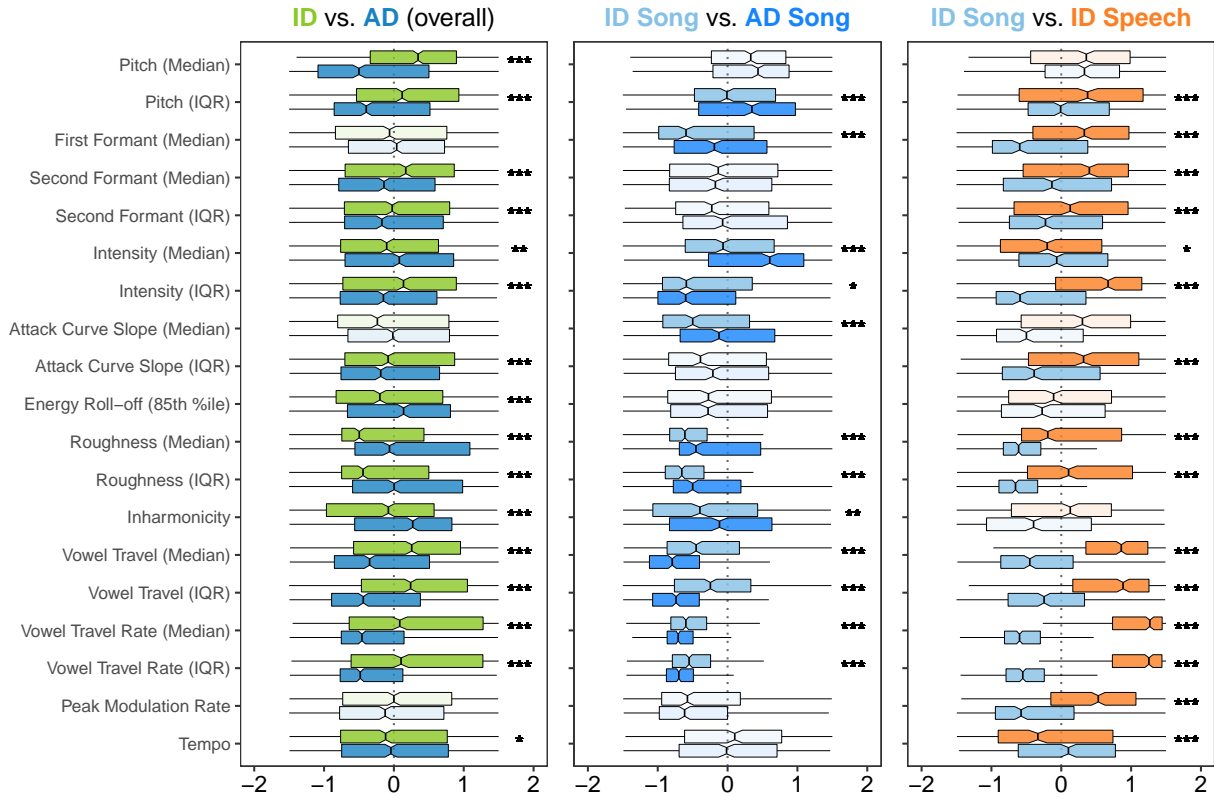 ID vs. AD (overall)
ID Song vs. AD Song
ID Song vs. ID Speech
Pitch (Median) *** 
Pitch (IQR) *** *** ***
First Formant (Median) *** ***
Second Formant (Median) *** ***
Second Formant (IQR) *** ***
Intensity (Median) ** *** *
Intensity (IQR) *** * ***
Attack Curve Slope (Median) ***
Attack Curve Slope (IQR) *** ***
Energy Roll−off (85th %ile) ***
Roughness (Median) *** *** ***
Roughness (IQR) *** *** ***
Inharmonicity *** **
Vowel Travel (Median) *** *** ***
Vowel Travel (IQR) *** *** ***
Vowel Travel Rate (Median) *** *** ***
Vowel Travel Rate (IQR) *** *** ***
Peak Modulation Rate ***
Tempo * ***
−2 −1 0 1 2
−2 −1 0 1 2
−2 −1 0 1 2